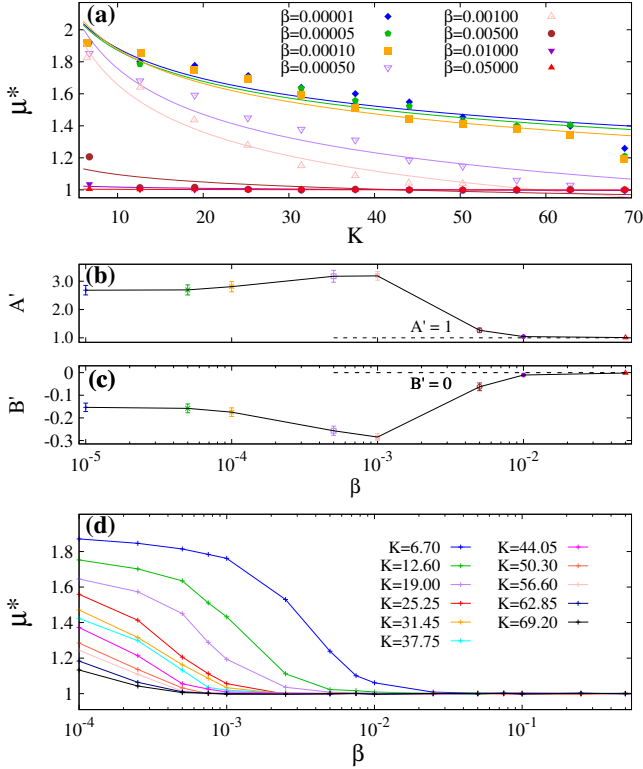 (a)
β=0.00001 β=0.00100
β=0.00005 β=0.00500
β=0.00010 β=0.01000
β=0.00050 β=0.05000
2
1.8
1.6
1.4
1.2
1
μ*
10 20 30 40 50 60 70
K
(b)
3.0
2.0
1.0
A'
A' = 1
(c)
0
-0.1
-0.2
-0.3
B'
B' = 0
10⁻⁵ 10⁻⁴ 10⁻³ 10⁻²
β
(d)
K=6.70 K=44.05
K=12.60 K=50.30
K=19.00 K=56.60
K=25.25 K=62.85
K=31.45 K=69.20
K=37.75
1.8
1.6
1.4
1.2
1
μ*
10⁻⁴ 10⁻³ 10⁻² 10⁻¹
β